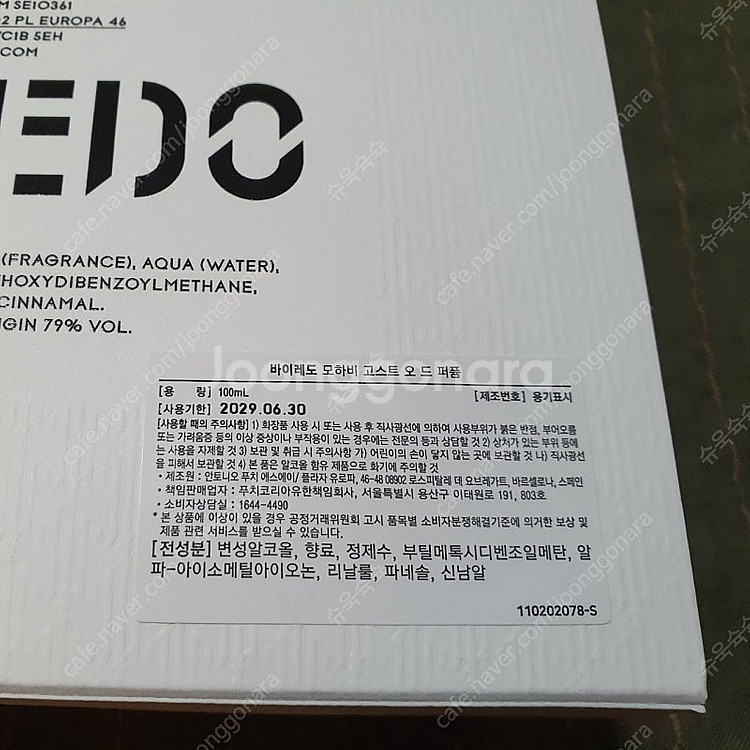 M SE10361
02 PL EUROPA 46
C1B 5EH
.COM
EDO
(FRAGRANCE), AQUA (WATER),
HOXYDIBENZOYLMETHANE,
CINNAMAL.
GIN 79% VOL.
바이레도 모하비 고스트 오 드 퍼퓸
[용 량] 100mL [제조번호] 용기표시
[사용기한] 2029.06.30
[사용할 때의 주의사항] 1) 화장품 사용 시 또는 사용 후 직사광선에 의하여 사용부위가 붉은 반점, 부어오름
또는 가려움증 등의 이상 증상이나 부작용이 있는 경우에는 전문의 등과 상담할 것 2) 상처가 있는 부위 등에
는 사용을 자제할 것 3) 보관 및 취급 시 주의사항 가) 어린이의 손이 닿지 않는 곳에 보관할 것 나) 직사광선
을 피해서 보관할 것 4) 본 품은 알코올 함유 제품으로 화기에 주의할 것
• 제조원 : 안토니오 푸치 에스에이/ 플라자 유로파, 46-48 08902 로스피탈레 데 요브레가트, 바르셀로나, 스페인
• 책임판매업자 : 푸치코리아유한책임회사, 서울특별시 용산구 이태원로 191, 803호
• 소비자상담실 : 1644-4490
* 본 상품에 이상이 있을 경우 공정거래위원회 고시 품목별 소비자분쟁해결기준에 의거한 보상 및
제품 관련 서비스를 받으실 수 있습니다.
[전성분] 변성알코올, 향료, 정제수, 부틸메톡시디벤조일메탄, 알
파-아이소메틸아이오논, 리날룰, 파네솔, 신남알
110202078-S
joonggonara
cafe.naver.com/joonggonara
슈욱숙숙